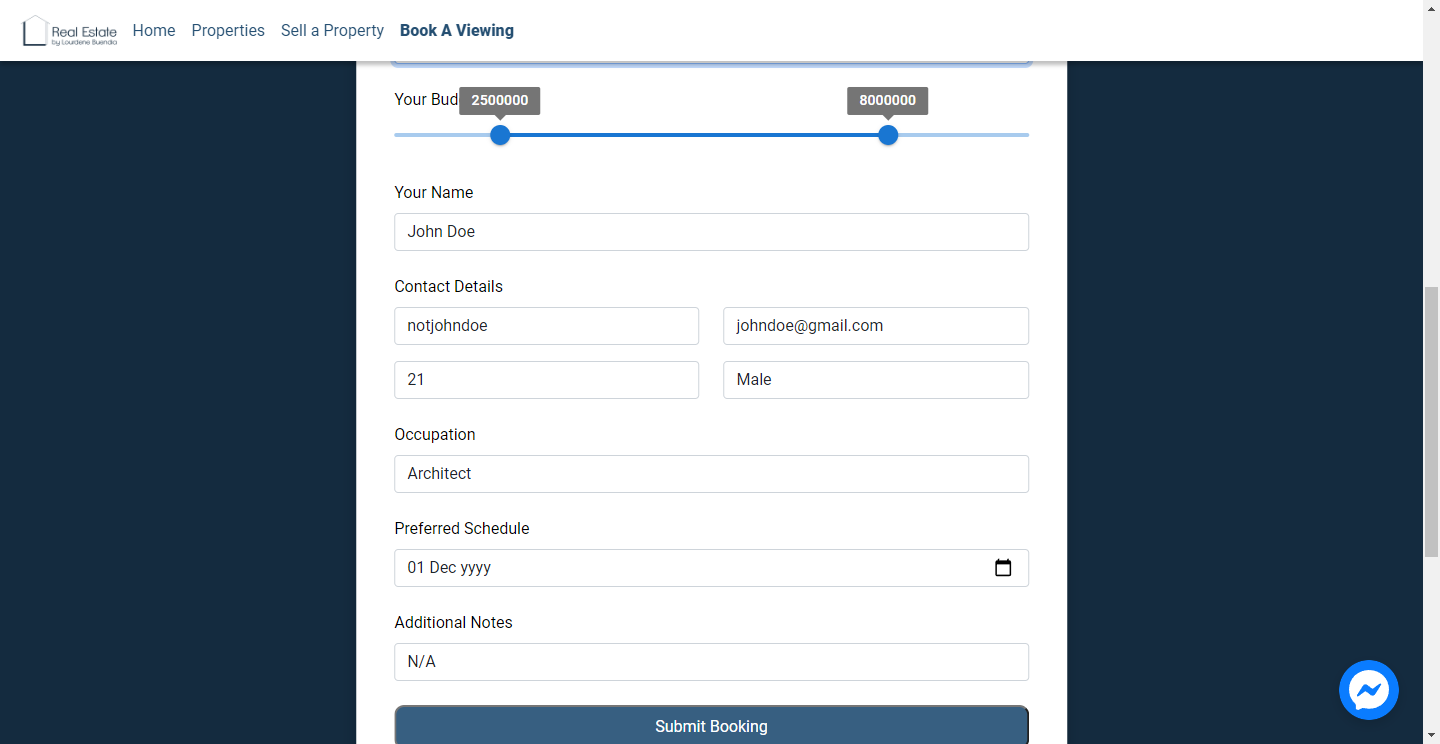 Real Estate
by Lourdene Buendia
Home
Properties
Sell a Property
Book A Viewing
Your Bud
2500000
8000000
Your Name
John Doe
Contact Details
notjohndoe
johndoe@gmail.com
21
Male
Occupation
Architect
Preferred Schedule
01 Dec yyyy
Additional Notes
N/A
Submit Booking